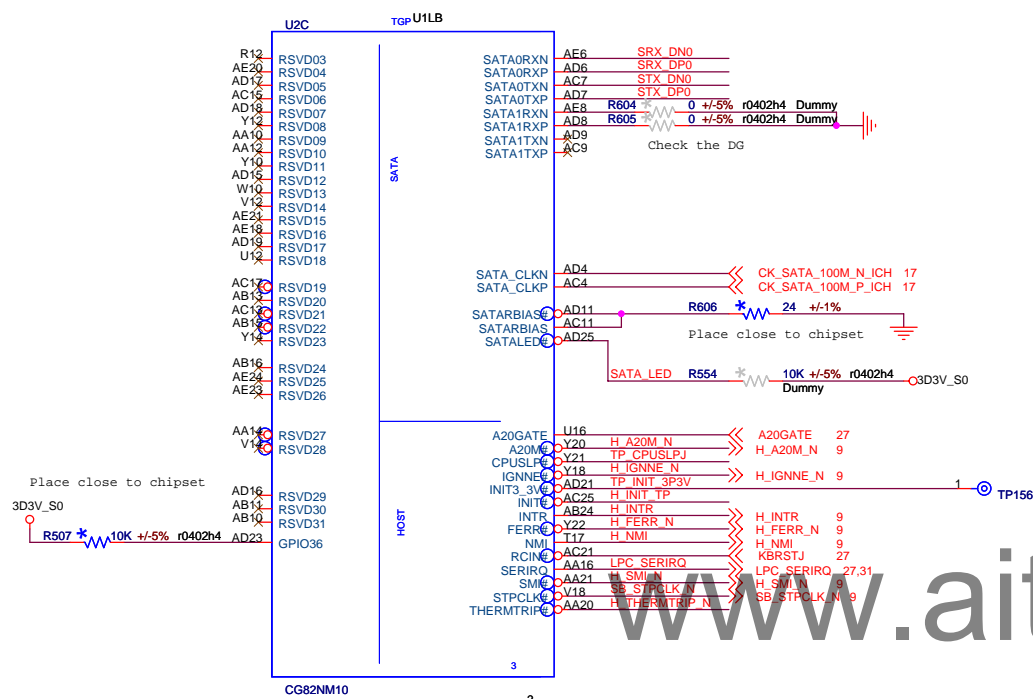 U2C TGP U1LB
R12 RSVD03
AE20 RSVD04
AD17 RSVD05
AC15 RSVD06
AD18 RSVD07
Y12 RSVD08
AA10 RSVD09
AA12 RSVD10
Y10 RSVD11
AD15 RSVD12
W10 RSVD13
V12 RSVD14
AE21 RSVD15
AE18 RSVD16
AD19 RSVD17
U12 RSVD18
AC17 RSVD19
AB13 RSVD20
AC13 RSVD21
AB15 RSVD22
Y14 RSVD23
AB16 RSVD24
AE24 RSVD25
AE23 RSVD26
AA14 RSVD27
V14 RSVD28
Place close to chipset
AD16 RSVD29
3D3V_S0
AB11 RSVD30
AB10 RSVD31
R507 * 10K +/-5% r0402h4 AD23 GPIO36
SATA
HOST
SATA0RXN AE6 SRX_DN0
SATA0RXP AD6 SRX_DP0
SATA0TXN AC7 STX_DN0
SATA0TXP AD7 STX_DP0
SATA1RXN AE8 R604 * 0 +/-5% r0402h4 Dummy
SATA1RXP AD8 R605 * 0 +/-5% r0402h4 Dummy
SATA1TXN AD9
SATA1TXP AC9
Check the DG
SATA_CLKN AD4 CK_SATA_100M_N_ICH 17
SATA_CLKP AC4 CK_SATA_100M_P_ICH 17
SATARBIAS# AD11 R606 * 24 +/-1%
SATARBIAS AC11
Place close to chipset
SATALED# AD25
SATA_LED R554 * 10K +/-5% r0402h4 3D3V_S0
Dummy
A20GATE U16 A20GATE 27
A20M# Y20 H_A20M_N H_A20M_N 9
CPUSLP# Y21 TP_CPUSLPJ
IGNNE# Y18 H_IGNNE_N H_IGNNE_N 9
INIT3_3V# AD21 TP_INIT_3P3V 1 TP156
INIT# AC25 H_INIT_TP
INTR AB24 H_INTR H_INTR 9
FERR# Y22 H_FERR_N H_FERR_N 9
NMI T17 H_NMI H_NMI 9
RCIN# AC21 KBRSTJ 27
SERIRQ AA16 LPC_SERIRQ LPC_SERIRQ 27,31
SMI# AA21 H_SMI_N H_SMI_N 9
STPCLK# V18 SB_STPCLK_N SB_STPCLK_N 9
THERMTRIP# AA20 H_THERMTRIP_N
www.ait
3
CG82NM10